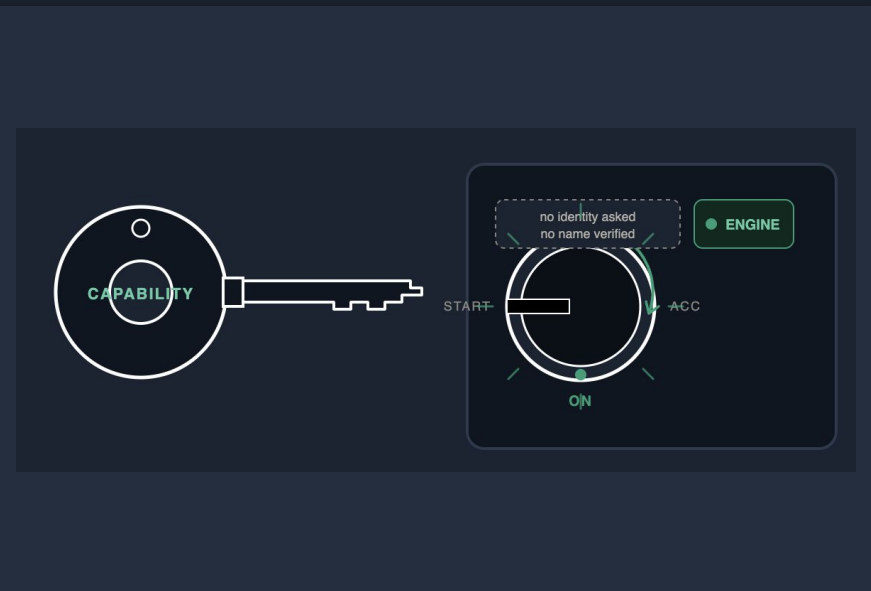 CAPABILITY
no identity asked
no name verified
ENGINE
START
ACC
ON